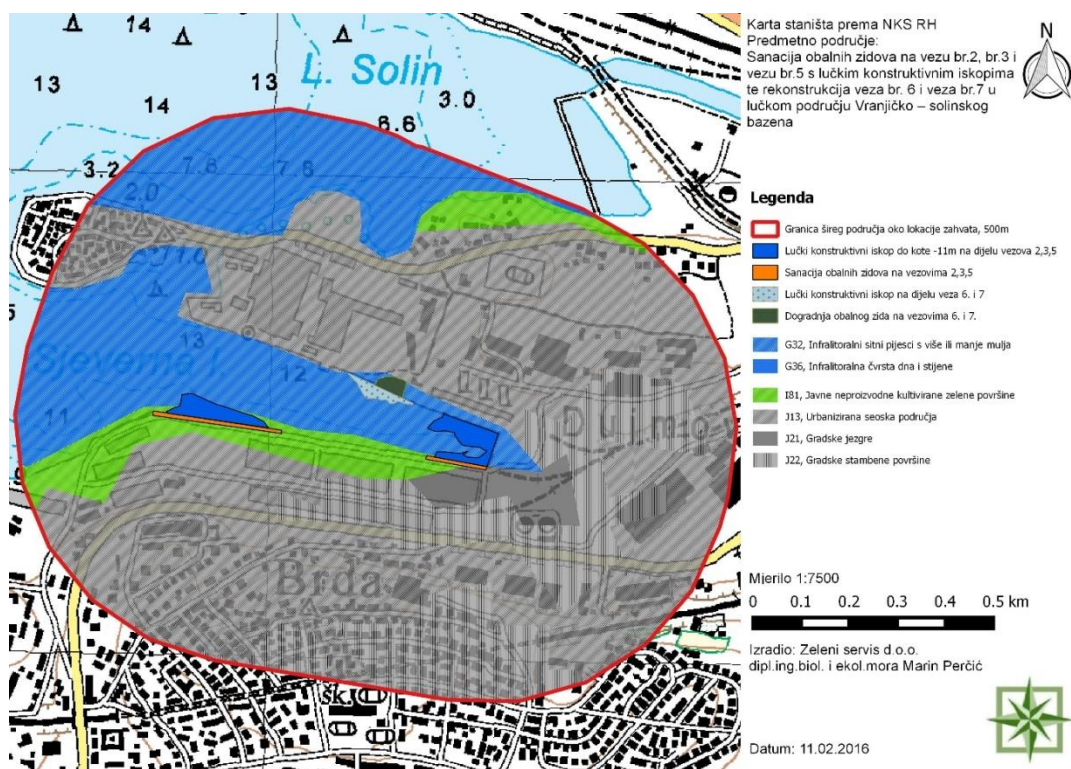 Karta staništa prema NKS RH
Predmetno područje:
Sanacija obalnih zidova na vezu br.2, br.3 i
vezu br.5 s lučkim konstruktivnim iskopima
te rekonstrukcija veza br. 6 i veza br.7 u
lučkom području Vranjičko – solinskog
bazena
N
Legenda
Granica šireg područja oko lokacije zahvata, 500m
Lučki konstruktivni iskop do kote -11m na dijelu vezova 2,3,5
Sanacija obalnih zidova na vezovima 2,3,5
Lučki konstruktivni iskop na dijelu veza 6. i 7
Dogradnja obalnog zida na vezovima 6. i 7.
G32, Infralitoralni sitni pijesci s više ili manje mulja
G36, Infralitoralna čvrsta dna i stijene
I81, Javne neproizvodne kultivirane zelene površine
J13, Urbanizirana seoska područja
J21, Gradske jezgre
J22, Gradske stambene površine
Mjerilo 1:7500
0 0.1 0.2 0.3 0.4 0.5 km
Izradio: Zeleni servis d.o.o.
dipl.ing.biol. i ekol.mora Marin Perčić
Datum: 11.02.2016
14
13
13
14
L. Solin
3.0
6.6
3.2
7.6
7.8
2.0
1.0
13
Sjeverna l.
12
11
Dujmo
Brda
šk